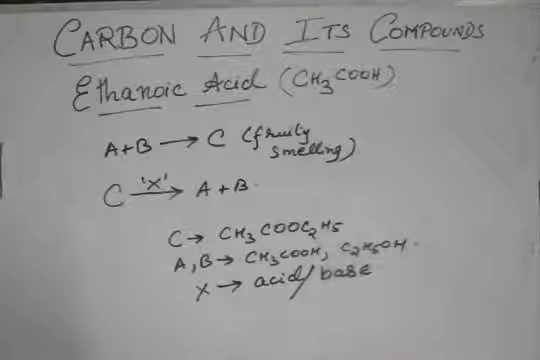 CARBON AND ITS COMPOUNDS
Ethanoic Acid (CH₃COOH)
A+B → C (fruity smelling)
C 'X'→ A + B.
C → CH₃COOC₂H₅
A,B → CH₃COOH, C₂H₅OH.
X → acid/base